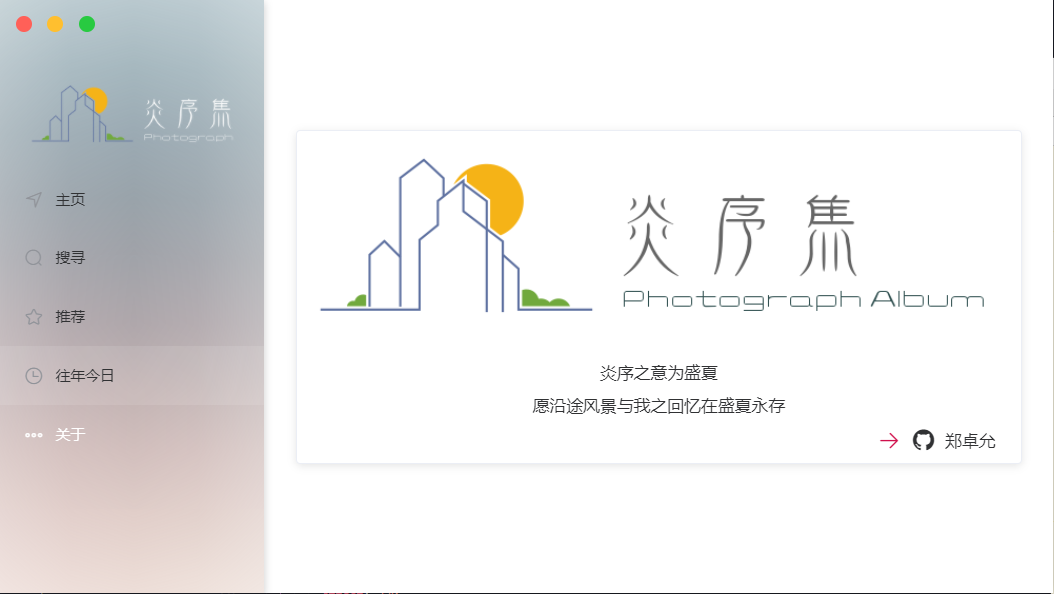 炎序集
Photograph
主页
搜寻
推荐
往年今日
关于
炎序集
Photograph Album
炎序之意为盛夏
愿沿途风景与我之回忆在盛夏永存
郑卓允